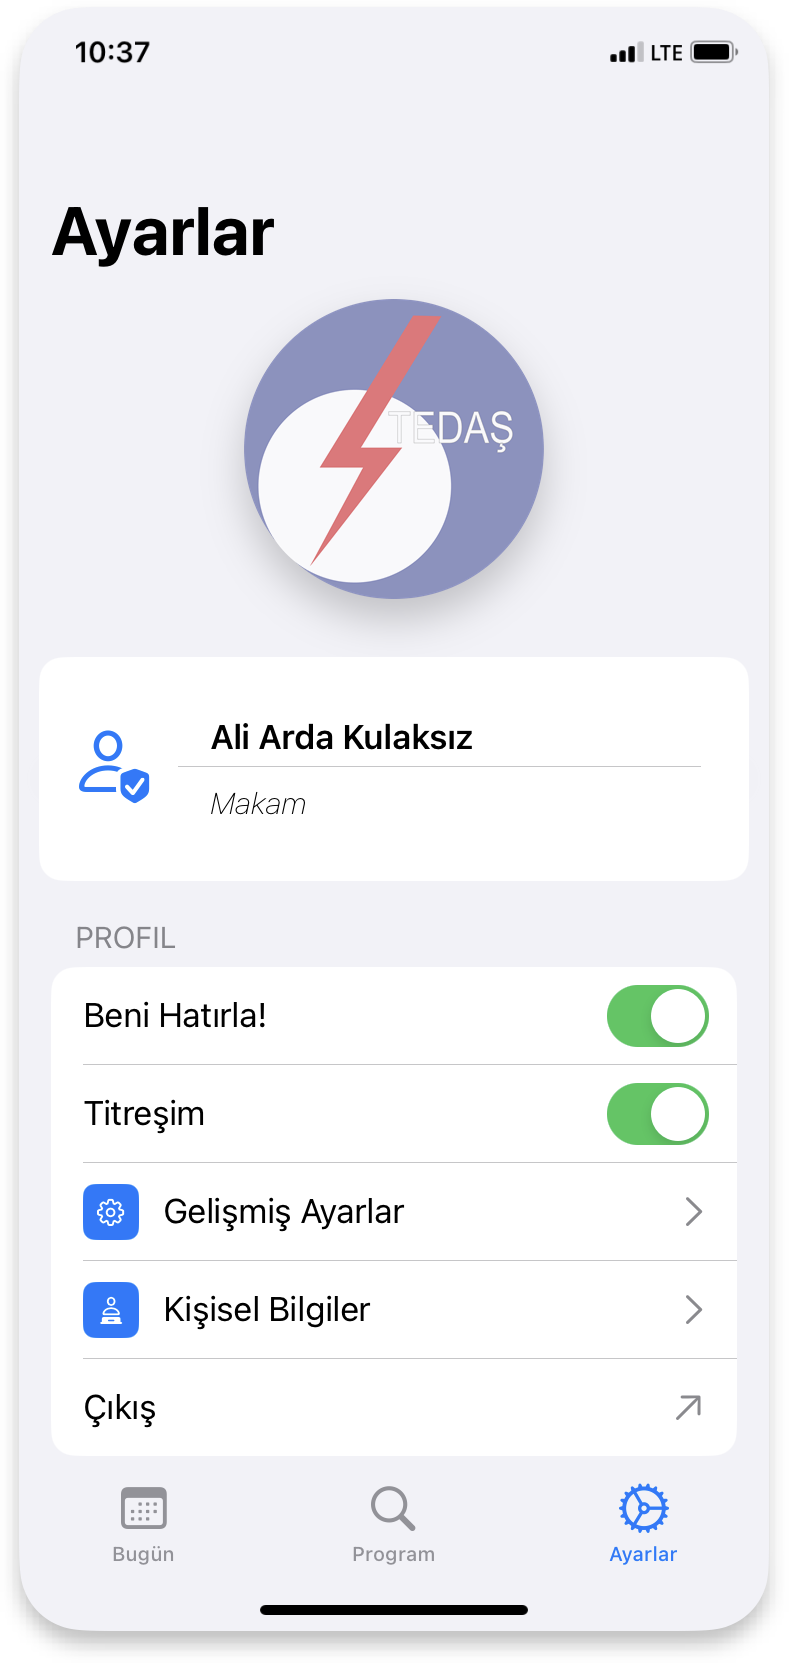 10:37
LTE
Ayarlar
TEDAŞ
Ali Arda Kulaksız
Makam
PROFIL
Beni Hatırla!
Titreşim
Gelişmiş Ayarlar
Kişisel Bilgiler
Çıkış
Bugün
Program
Ayarlar